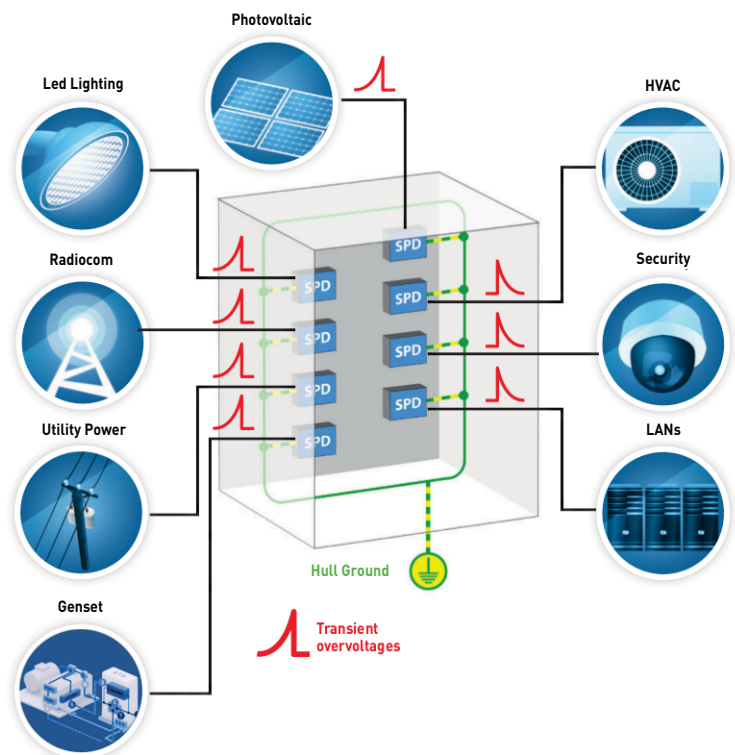 Photovoltaic
Led Lighting
HVAC
SPD
SPD
SPD
Radiocom
Security
SPD
SPD
SPD
SPD
Utility Power
SPD
LANs
Hull Ground
Genset
Transient
overvoltages